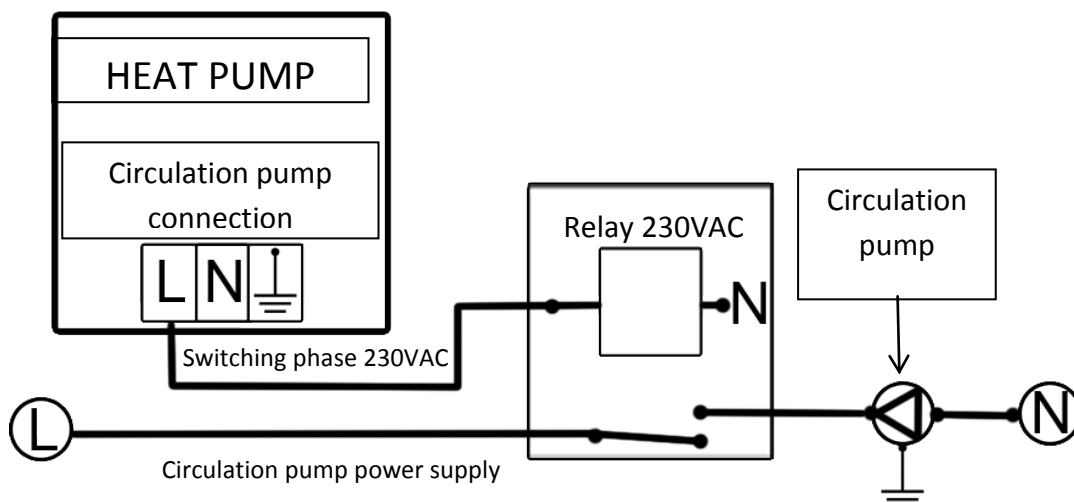 HEAT PUMP
Circulation pump
connection
L N
Switching phase 230VAC
Relay 230VAC
N
Circulation
pump
L
Circulation pump power supply
N